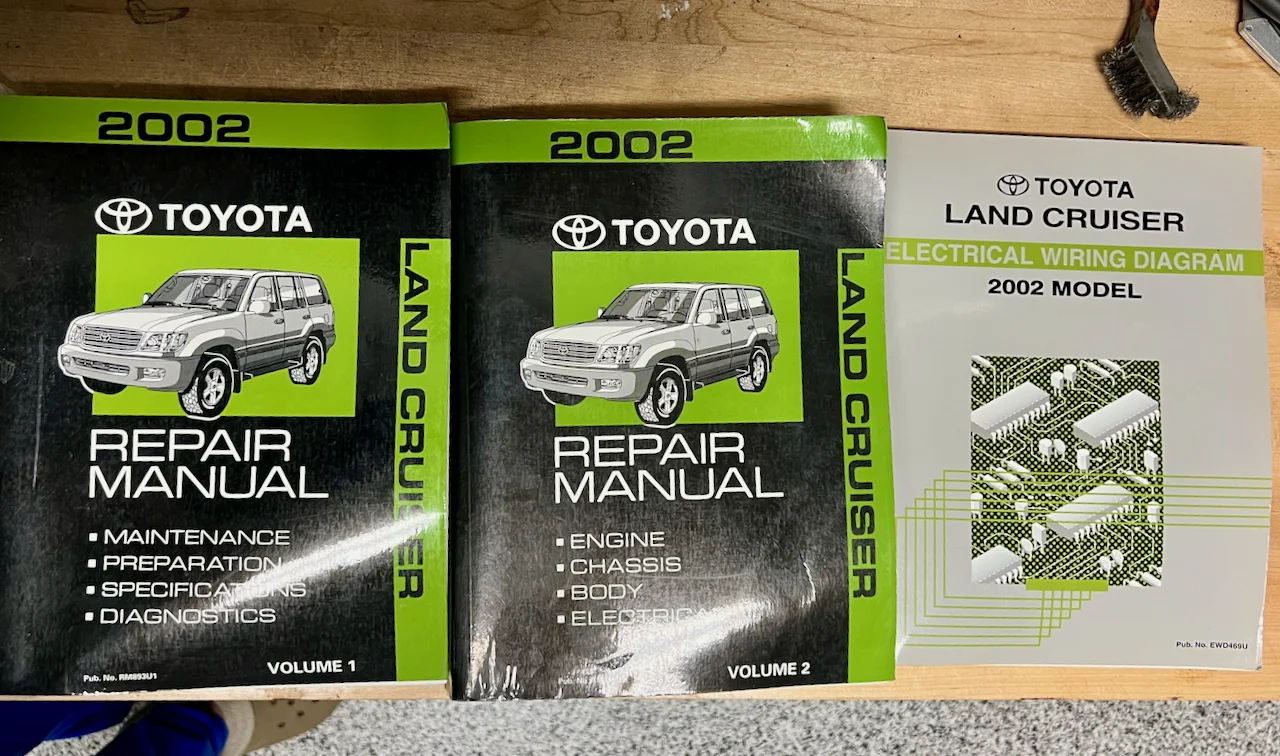 2002
TOYOTA
REPAIR
MANUAL
MAINTENANCE
PREPARATION
SPECIFICATIONS
DIAGNOSTICS
VOLUME 1
Pub. No. RM893U1
LAND CRUISER
2002
TOYOTA
REPAIR
MANUAL
ENGINE
CHASSIS
BODY
ELECTRICAL
VOLUME 2
LAND CRUISER
TOYOTA
LAND CRUISER
ELECTRICAL WIRING DIAGRAM
2002 MODEL
Pub. No. EWD469U